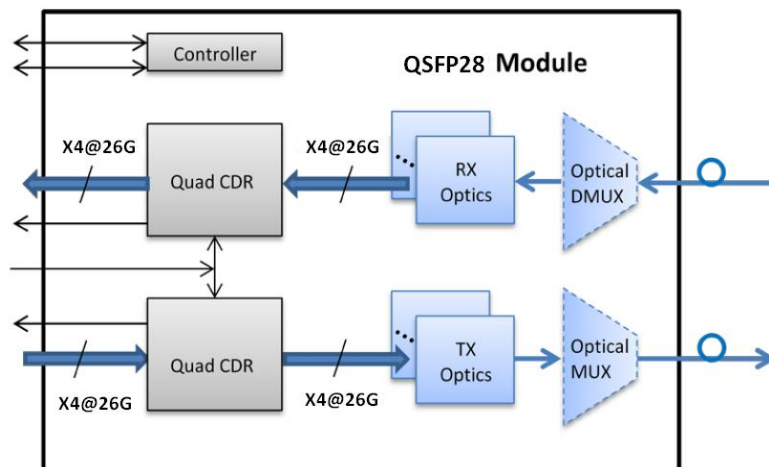 Controller
QSFP28 Module
X4@26G
X4@26G
Quad CDR
RX
Optics
Optical
DMUX
Quad CDR
TX
Optics
Optical
MUX
X4@26G
X4@26G